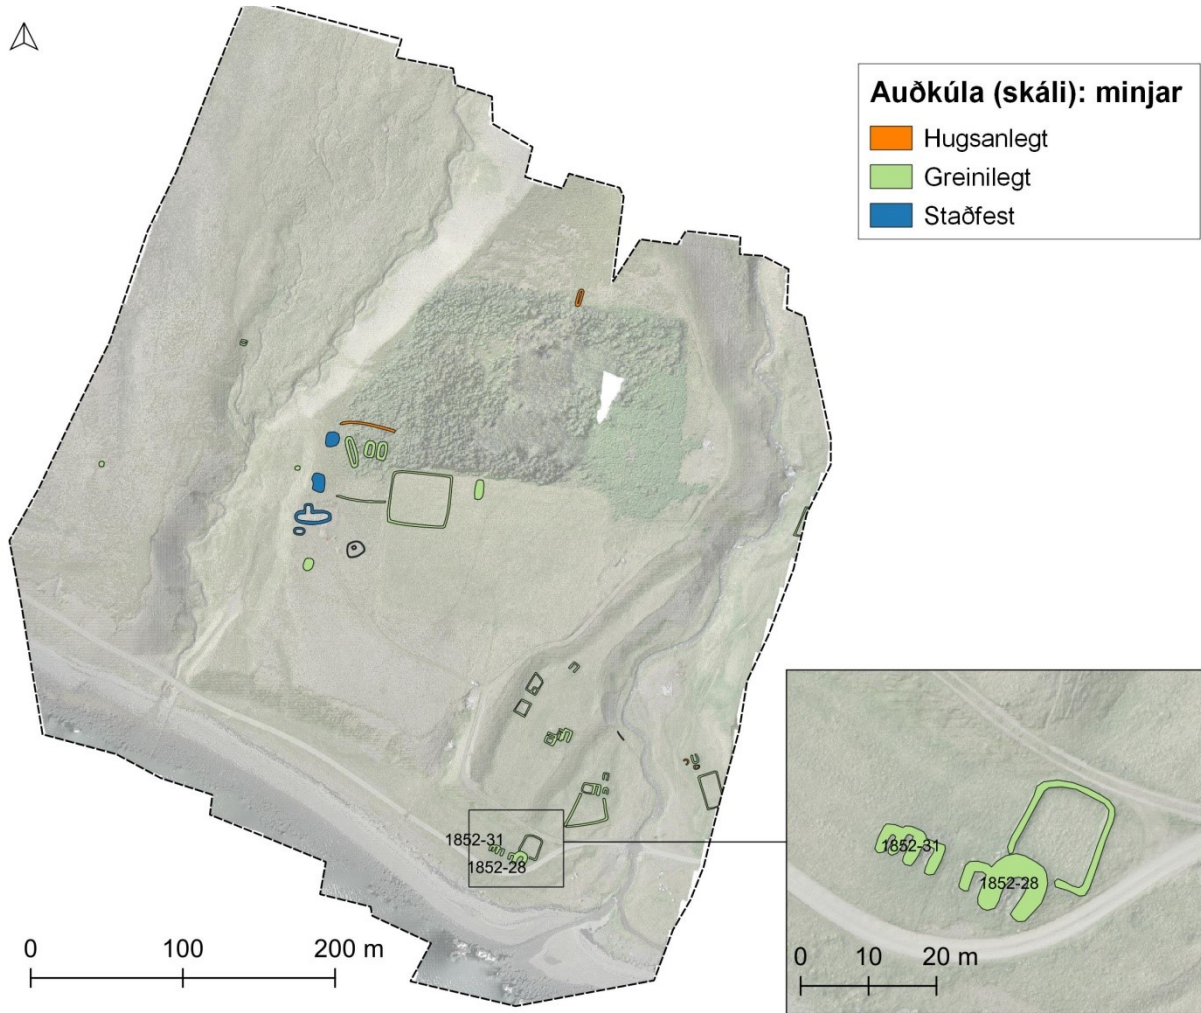 Auðkúla (skáli): minjar
Hugsanlegt
Greinilegt
Staðfest
1852-31
1852-28
1852-31
1852-28
0 100 200 m
0 10 20 m